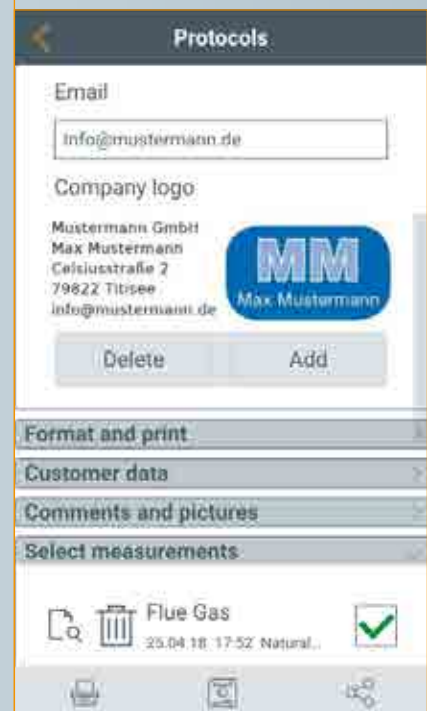 Protocols
Email
info@mustermann.de
Company logo
Mustermann GmbH
Max Mustermann
Celsiusstraße 2
79822 Titisee
info@mustermann.de
MM
Max Mustermann
Delete Add
Format and print
Customer data
Comments and pictures
Select measurements
Flue Gas
25.04.18 17:52 Natural...